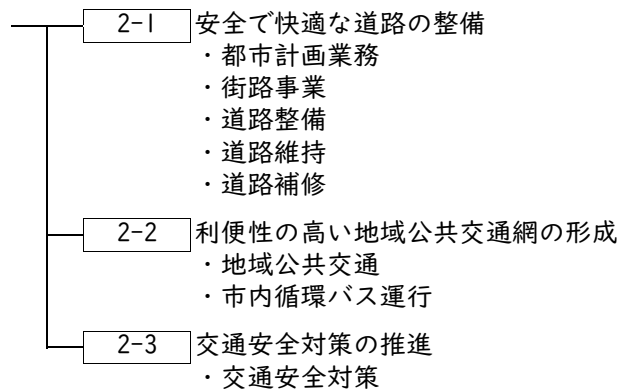 2-1 安全で快適な道路の整備
・都市計画業務
・街路事業
・道路整備
・道路維持
・道路補修
2-2 利便性の高い地域公共交通網の形成
・地域公共交通
・市内循環バス運行
2-3 交通安全対策の推進
・交通安全対策